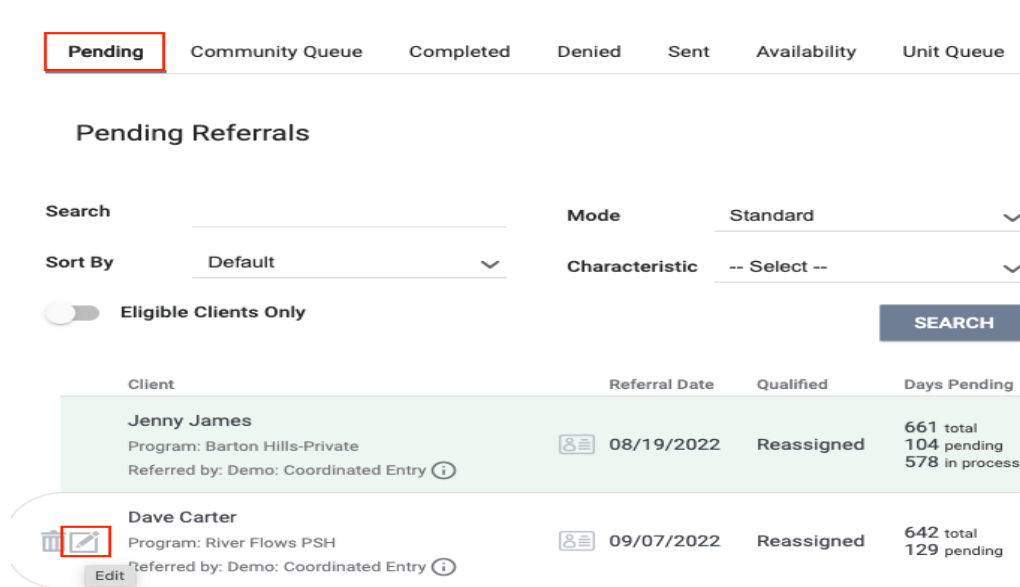 Pending Community Queue Completed Denied Sent Availability Unit Queue
Pending Referrals
Search Mode Standard
Sort By Default Characteristic -- Select --
Eligible Clients Only
SEARCH
Client Referral Date Qualified Days Pending
Jenny James
Program: Barton Hills-Private
Referred by: Demo: Coordinated Entry
08/19/2022 Reassigned
661 total
104 pending
578 in process
Dave Carter
Program: River Flows PSH
Referred by: Demo: Coordinated Entry
09/07/2022 Reassigned
642 total
129 pending
Edit